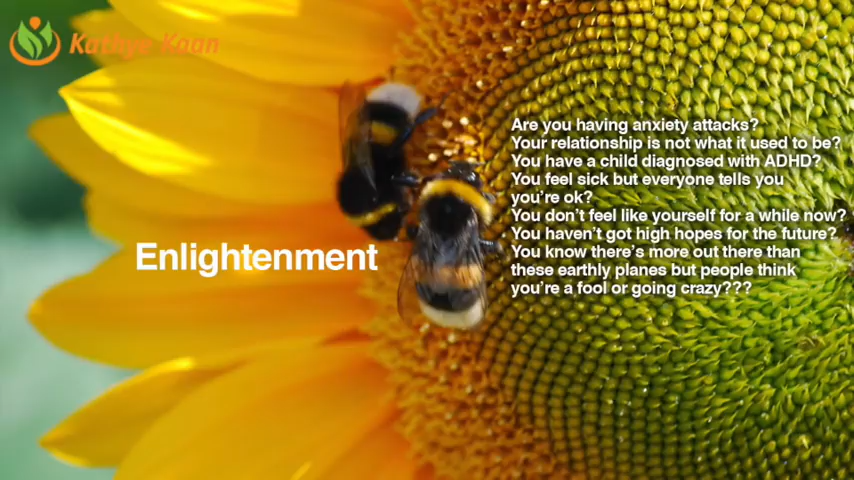 Kathye Kaan
Are you having anxiety attacks?
Your relationship is not what it used to be?
You have a child diagnosed with ADHD?
You feel sick but everyone tells you
you're ok?
You don't feel like yourself for a while now?
You haven't got high hopes for the future?
You know there's more out there than
these earthly planes but people think
you're a fool or going crazy???
Enlightenment